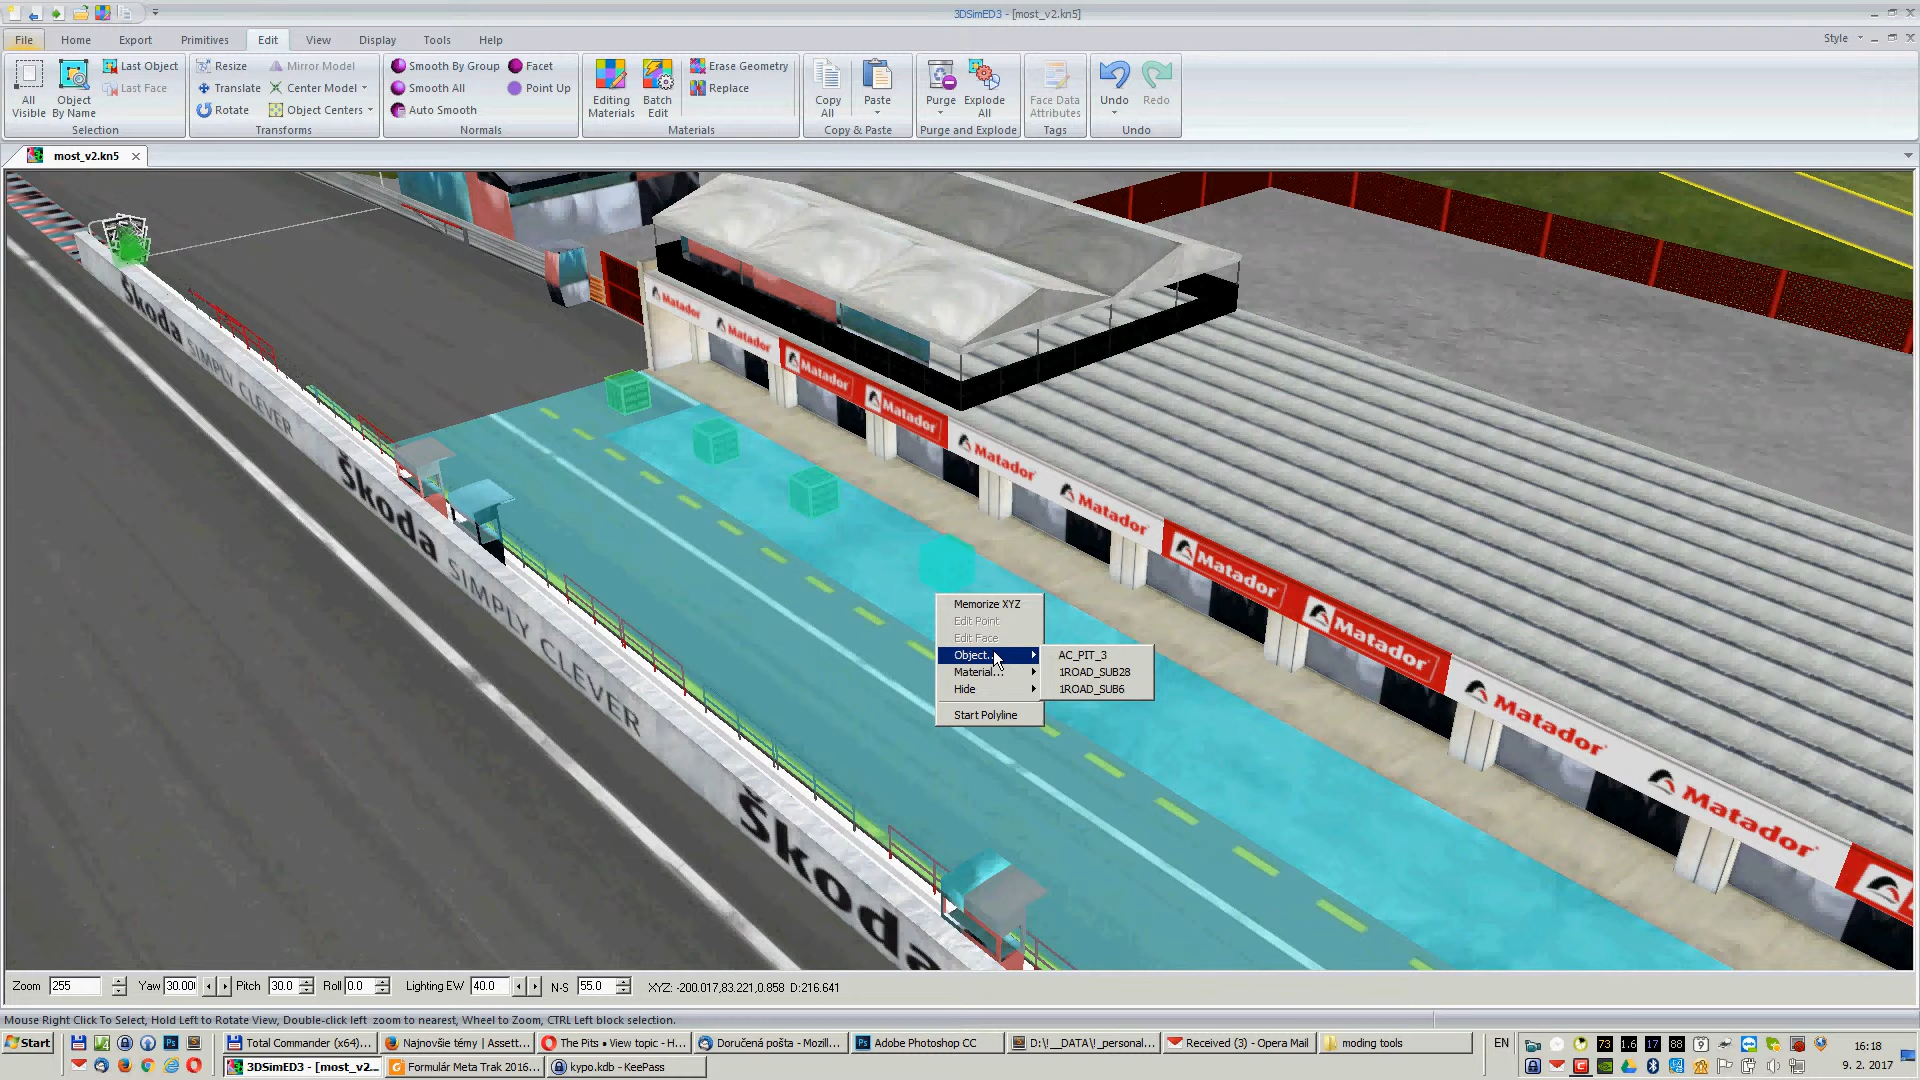 3DSimED3 - [most_v2.kn5]
File Home Export Primitives Edit View Display Tools Help
Style
All Visible
Object By Name
Last Object
Last Face
Selection
Resize
Translate
Rotate
Mirror Model
Center Model
Object Centers
Transforms
Smooth By Group
Smooth All
Auto Smooth
Facet
Point Up
Normals
Editing Materials
Batch Edit
Erase Geometry
Replace
Materials
Copy All
Paste
Copy & Paste
Purge
Explode All
Purge and Explode
Face Data Attributes
Tags
Undo
Redo
Undo
most_v2.kn5
Škoda SIMPLY CLEVER
Škoda SIMPLY CLEVER
Škoda
Matador
Matador
Matador
Matador
Matador
Matador
Matador
Matador
Matador
Matador
Memorize XYZ
Edit Point
Edit Face
Object...
Material...
Hide
Start Polyline
AC_PIT_3
1ROAD_SUB28
1ROAD_SUB6
Zoom 255 Yaw 30.00 Pitch 30.0 Roll 0.0 Lighting EW 40.0 N-S 55.0 XYZ: -200.017,83.221,0.858 D:216.641
Mouse Right Click To Select, Hold Left to Rotate View, Double-click left zoom to nearest, Wheel to Zoom, CTRL Left block selection.
Start
Total Commander (x64)...
Najnovšie témy | Assett...
The Pits • View topic - H...
Doručená pošta - Mozill...
Adobe Photoshop CC
D:\!__DATA\!_personal...
Received (3) - Opera Mail
moding tools
EN
73 1.6 17 88 9
16:18
3DSimED3 - [most_v2...
Formulár Meta Trak 2016...
kypo.kdb - KeePass
9. 2. 2017